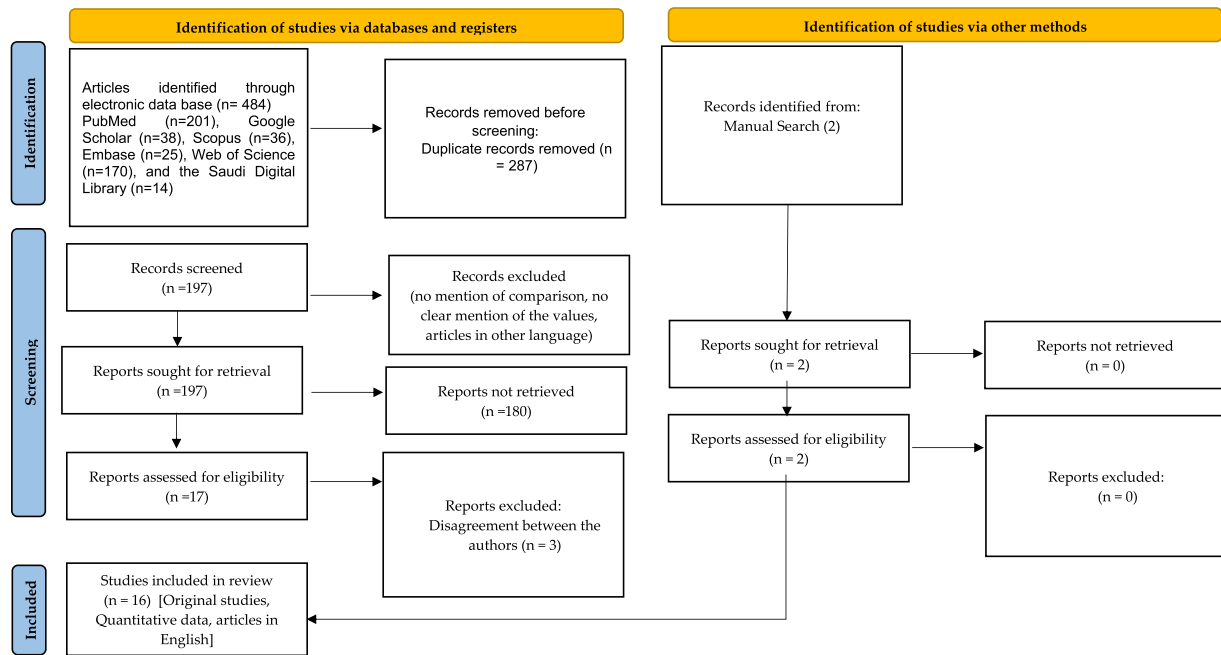 Identification of studies via databases and registers
Identification of studies via other methods
Identification
Articles identified through
electronic data base (n= 484)
PubMed (n=201), Google
Scholar (n=38), Scopus (n=36),
Embase (n=25), Web of Science
(n=170), and the Saudi Digital
Library (n=14)
Records removed before
screening:
Duplicate records removed (n
= 287)
Records identified from:
Manual Search (2)
Screening
Records screened
(n =197)
Records excluded
(no mention of comparison, no
clear mention of the values,
articles in other language)
Reports sought for retrieval
(n =197)
Reports not retrieved
(n =180)
Reports sought for retrieval
(n = 2)
Reports not retrieved
(n = 0)
Reports assessed for eligibility
(n =17)
Reports excluded:
Disagreement between the
authors (n = 3)
Reports assessed for eligibility
(n = 2)
Reports excluded:
(n = 0)
Included
Studies included in review
(n = 16) [Original studies,
Quantitative data, articles in
English]